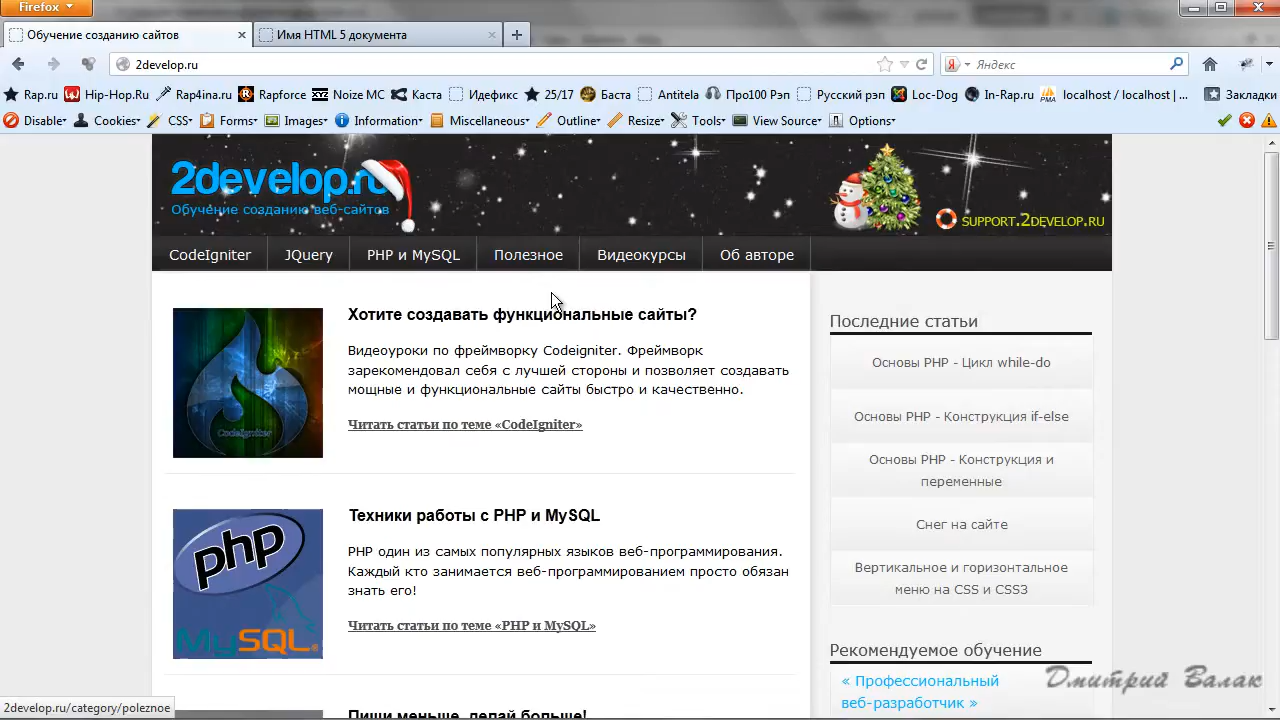 Firefox
Обучение созданию сайтов
Имя HTML 5 документа
2develop.ru
Яндекс
Rap.ru Hip-Hop.Ru Rap4ina.ru Rapforce Noize MC Каста Идефикс 25/17 Баста Anacondaela Про100 Рэп Русский рэп Loc-Dog In-Rap.ru localhost / localhost | ... Закладки
Disable Cookies CSS Forms Images Information Miscellaneous Outline Resize Tools View Source Options
2develop.ru
Обучение созданию веб-сайтов
SUPPORT.2DEVELOP.RU
CodeIgniter JQuery PHP и MySQL Полезное Видеокурсы Об авторе
Хотите создавать функциональные сайты?
Видеоуроки по фреймворку Codeigniter. Фреймворк
зарекомендовал себя с лучшей стороны и позволяет создавать
мощные и функциональные сайты быстро и качественно.
Читать статьи по теме «CodeIgniter»
CodeIgniter
Техники работы с PHP и MySQL
PHP один из самых популярных языков веб-программирования.
Каждый кто занимается веб-программированием просто обязан
знать его!
Читать статьи по теме «PHP и MySQL»
php
MySQL
Пиши меньше, делай больше!
Последние статьи
Основы PHP - Цикл while-do
Основы PHP - Конструкция if-else
Основы PHP - Конструкция и
переменные
Снег на сайте
Вертикальное и горизонтальное
меню на CSS и CSS3
Рекомендуемое обучение
« Профессиональный
веб-разработчик »
Дмитрий Валак
2develop.ru/category/poleznoe